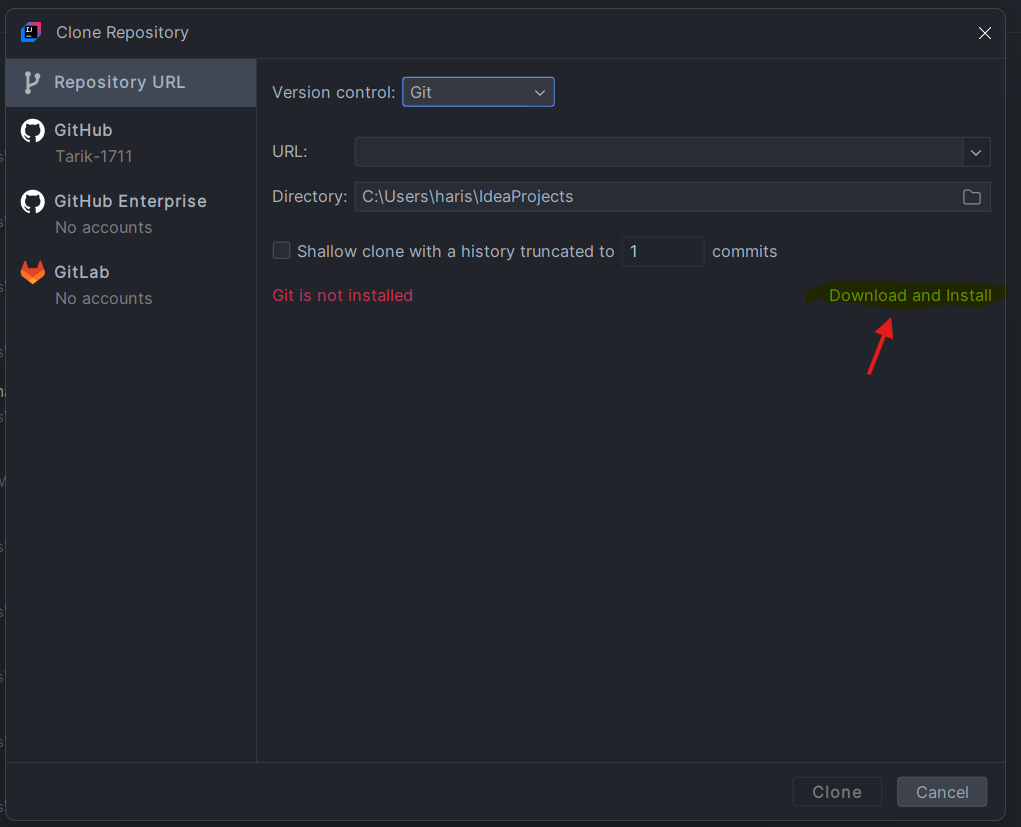 Clone Repository
Repository URL
GitHub
Tarik-1711
GitHub Enterprise
No accounts
GitLab
No accounts
Version control: Git
URL:
Directory: C:\Users\haris\IdeaProjects
Shallow clone with a history truncated to 1 commits
Git is not installed Download and Install
Clone Cancel